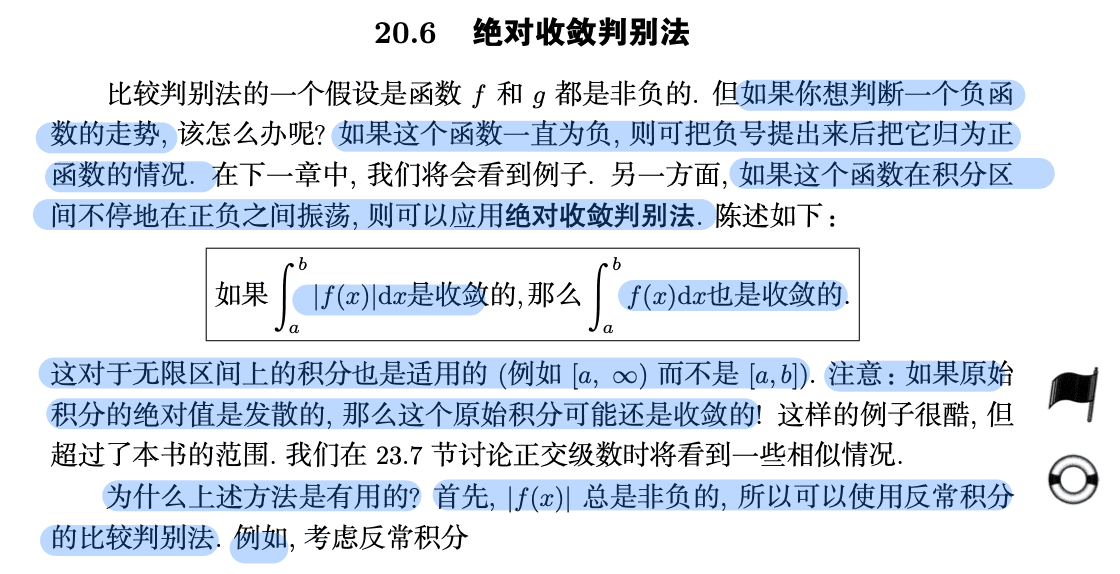 20.6 绝对收敛判别法
比较判别法的一个假设是函数 f 和 g 都是非负的. 但如果你想判断一个负函
数的走势, 该怎么办呢? 如果这个函数一直为负, 则可把负号提出来后把它归为正
函数的情况. 在下一章中, 我们将会看到例子. 另一方面, 如果这个函数在积分区
间不停地在正负之间振荡, 则可以应用绝对收敛判别法. 陈述如下:
如果 ∫_a^b |f(x)|dx是收敛的, 那么 ∫_a^b f(x)dx也是收敛的.
这对于无限区间上的积分也是适用的 (例如 [a, ∞) 而不是 [a, b]). 注意: 如果原始
积分的绝对值是发散的, 那么这个原始积分可能还是收敛的! 这样的例子很酷, 但
超过了本书的范围. 我们在 23.7 节讨论正交级数时将看到一些相似情况.
为什么上述方法是有用的? 首先, |f(x)| 总是非负的, 所以可以使用反常积分
的比较判别法. 例如, 考虑反常积分